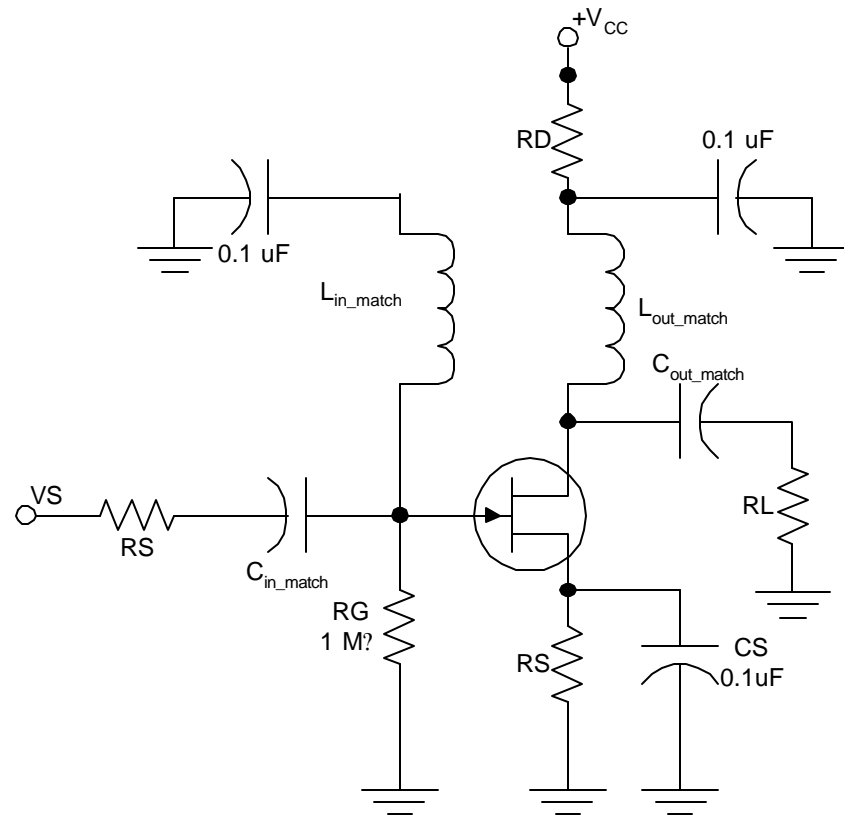 +VCC
RD
0.1 uF
0.1 uF
Lin_match
Lout_match
Cout_match
VS
RS
Cin_match
RL
RG
1 M?
RS
CS
0.1uF